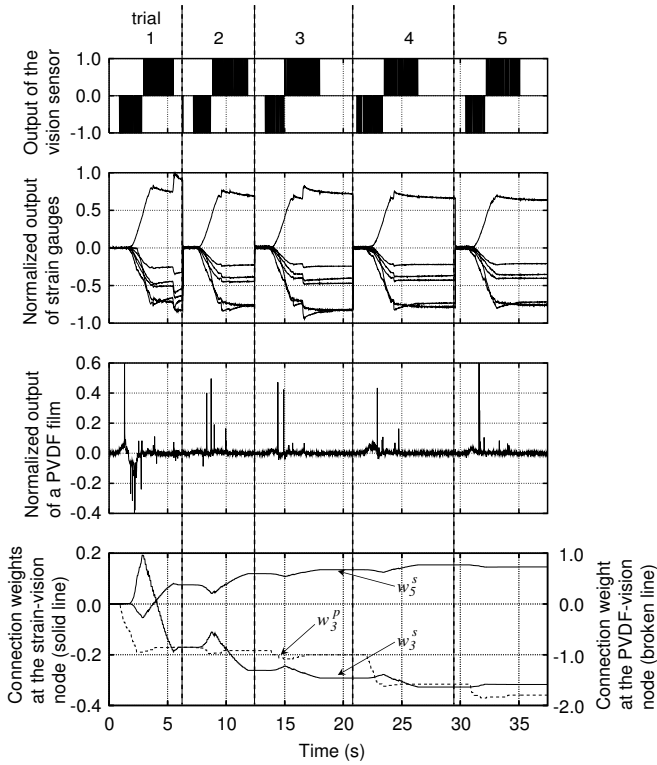 trial
1 2 3 4 5
Output of the
vision sensor
1.0
0.0
-1.0
Normalized output
of strain gauges
1.0
0.5
0.0
-0.5
-1.0
Normalized output
of a PVDF film
0.6
0.4
0.2
0.0
-0.2
-0.4
Connection weights
at the strain-vision
node (solid line)
0.2
0.0
-0.2
-0.4
w_5^s
w_3^p
w_3^s
1.0
0.0
-1.0
-2.0
Connection weight
at the PVDF-vision
node (broken line)
0 5 10 15 20 25 30 35
Time (s)